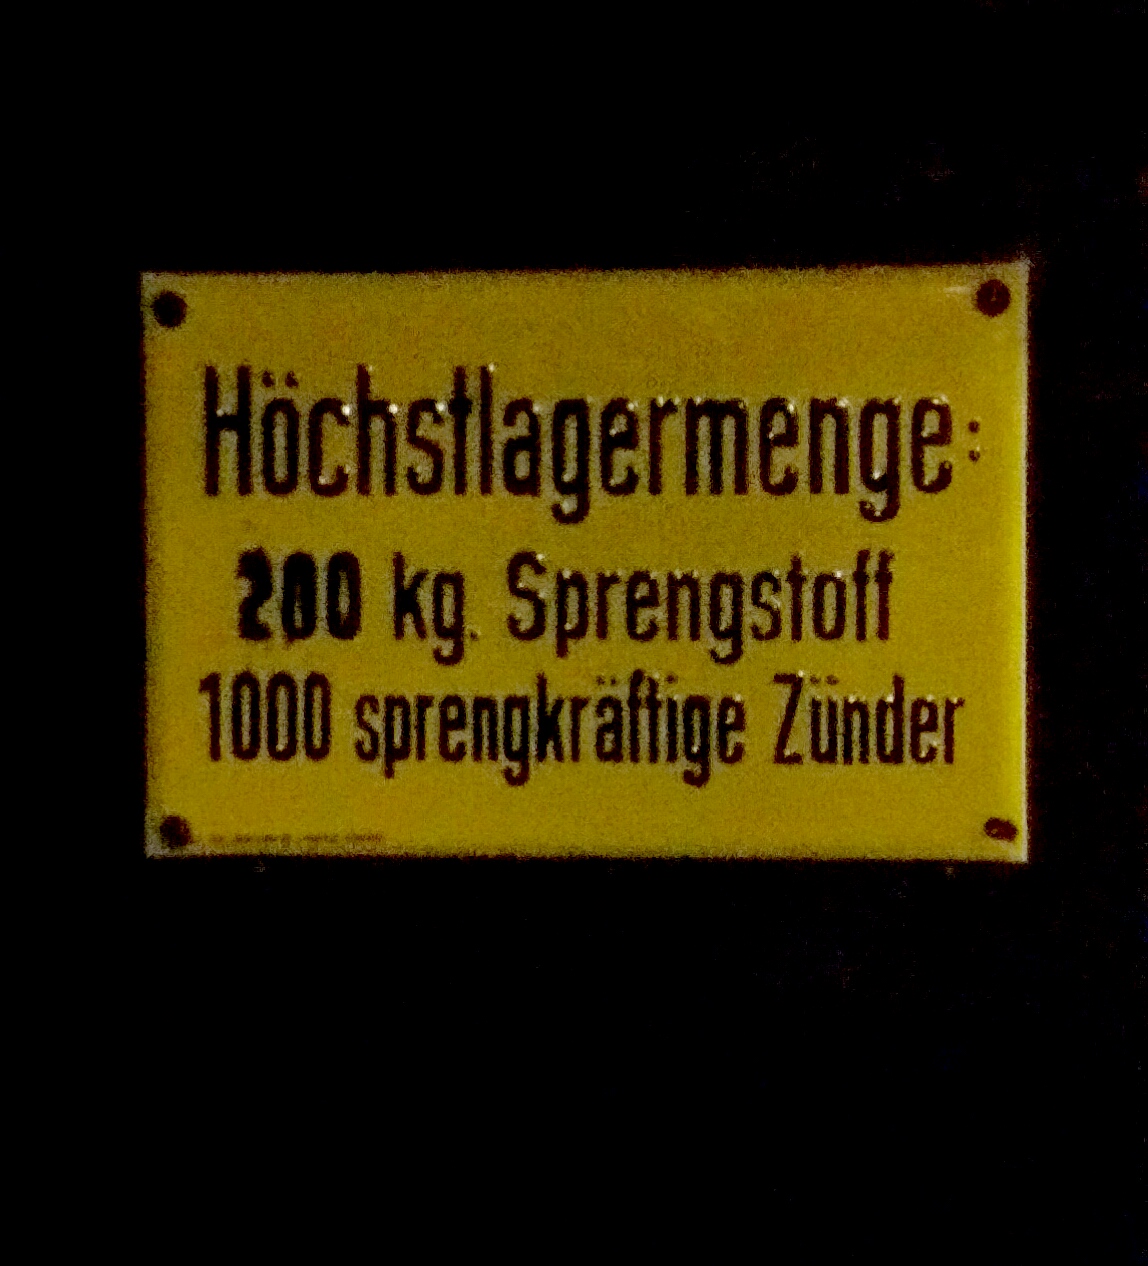 Höchstlagermenge:
200 kg. Sprengstoff
1000 sprengkräftige Zünder